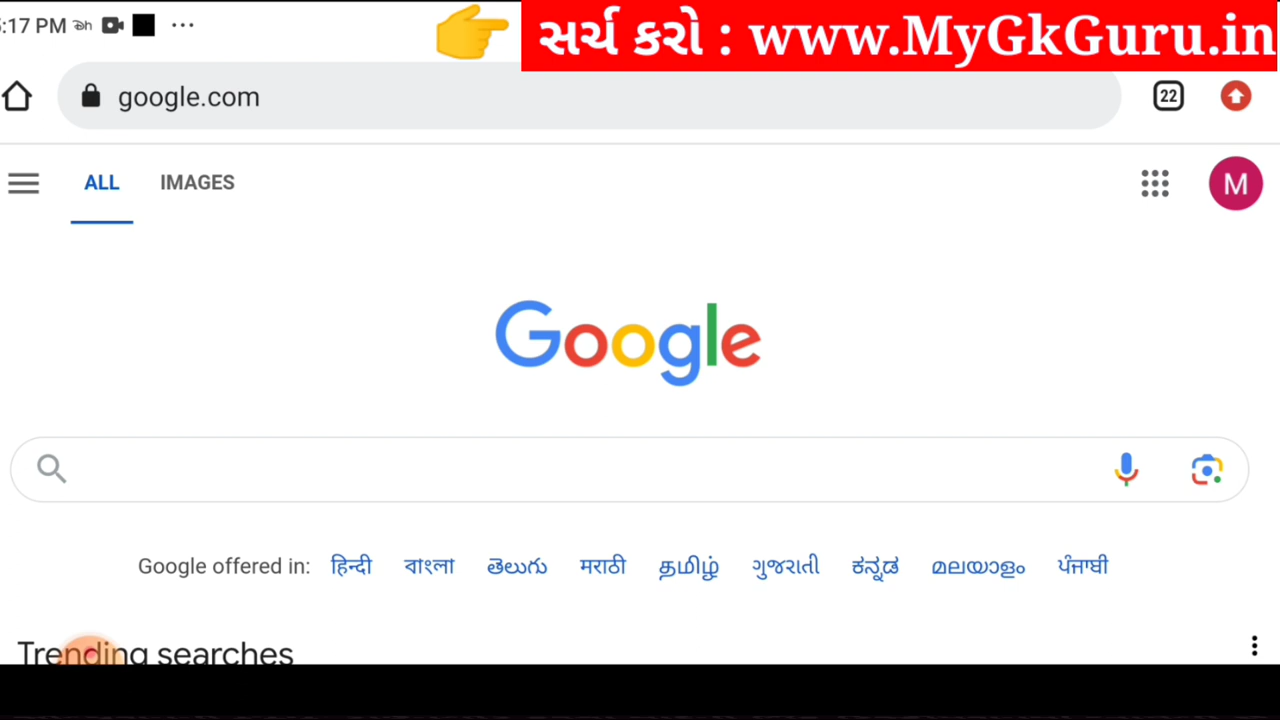 :17 PM
સર્ચ કરો : www.MyGkGuru.in
google.com
22
ALL IMAGES
M
Google
Google offered in: हिन्दी বাংলা తెలుగు मराठी தமிழ் ગુજરાતી ಕನ್ನಡ മലയാളം ਪੰਜਾਬੀ
Trending searches